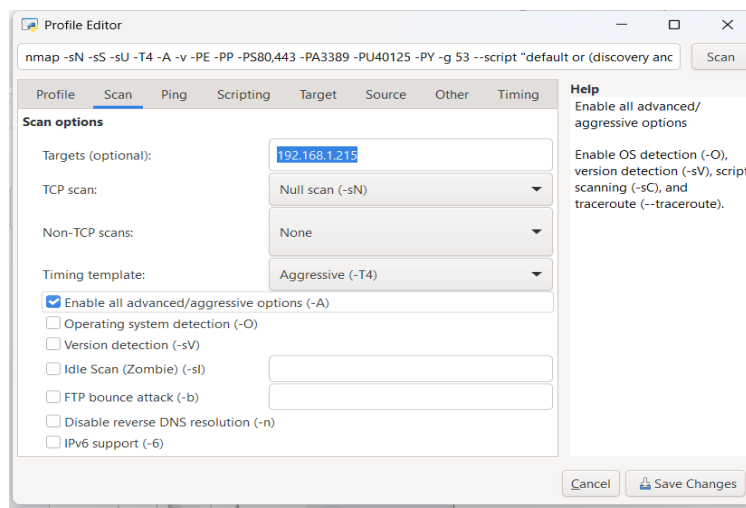 Profile Editor
nmap -sN -sS -sU -T4 -A -v -PE -PP -PS80,443 -PA3389 -PU40125 -PY -g 53 --script "default or (discovery anc
Scan
Profile Scan Ping Scripting Target Source Other Timing
Scan options
Targets (optional): 192.168.1.215
TCP scan: Null scan (-sN)
Non-TCP scans: None
Timing template: Aggressive (-T4)
Enable all advanced/aggressive options (-A)
Operating system detection (-O)
Version detection (-sV)
Idle Scan (Zombie) (-sI)
FTP bounce attack (-b)
Disable reverse DNS resolution (-n)
IPv6 support (-6)
Help
Enable all advanced/
aggressive options
Enable OS detection (-O),
version detection (-sV), script
scanning (-sC), and
traceroute (--traceroute).
Cancel
Save Changes